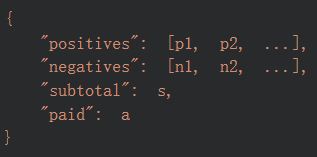 {
    "positives":  [p1,  p2,  ...],
    "negatives":  [n1,  n2,  ...],
    "subtotal":  s,
    "paid":  a
}